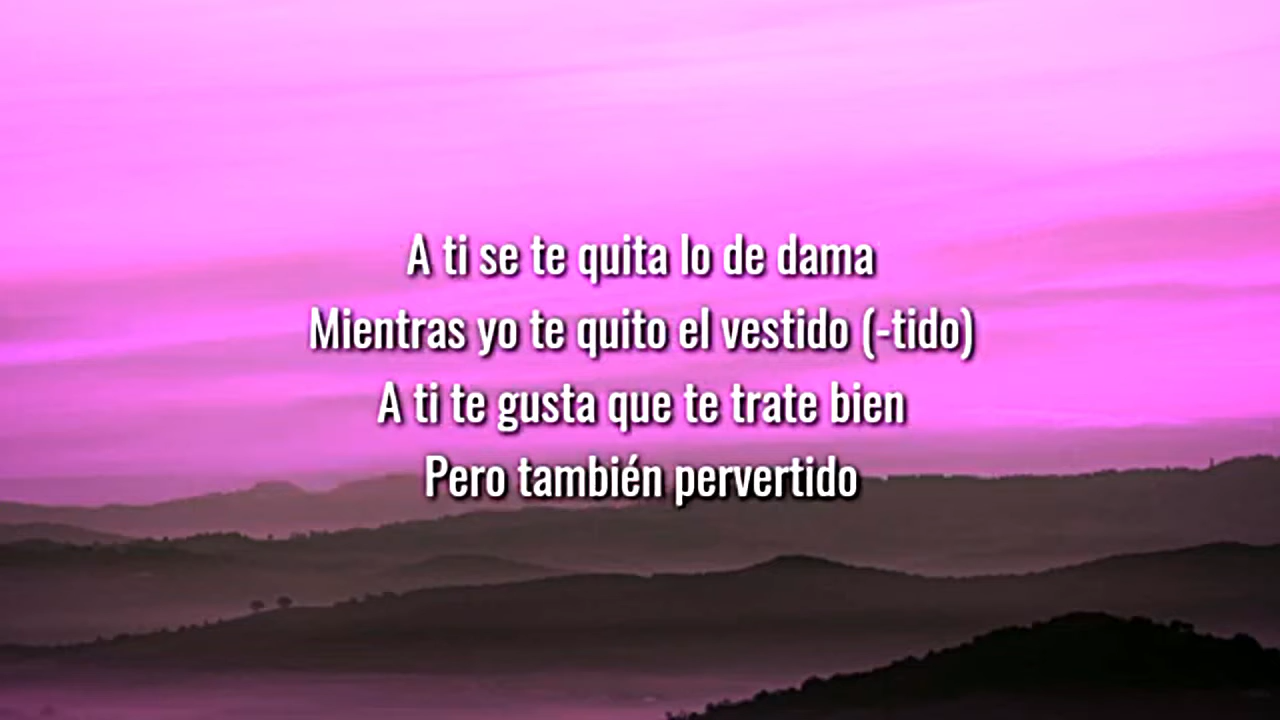 A ti se te quita lo de dama
Mientras yo te quito el vestido (-tido)
A ti te gusta que te trate bien
Pero también pervertido